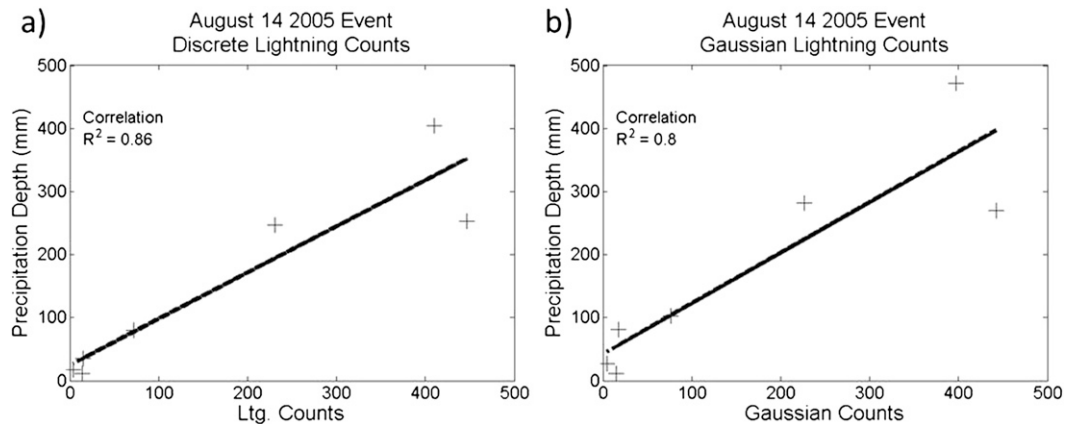 a)
August 14 2005 Event
Discrete Lightning Counts
500
400
300
200
100
0
Precipitation Depth (mm)
Correlation
R² = 0.86
0 100 200 300 400 500
Ltg. Counts
b)
August 14 2005 Event
Gaussian Lightning Counts
500
400
300
200
100
0
Precipitation Depth (mm)
Correlation
R² = 0.8
0 100 200 300 400 500
Gaussian Counts